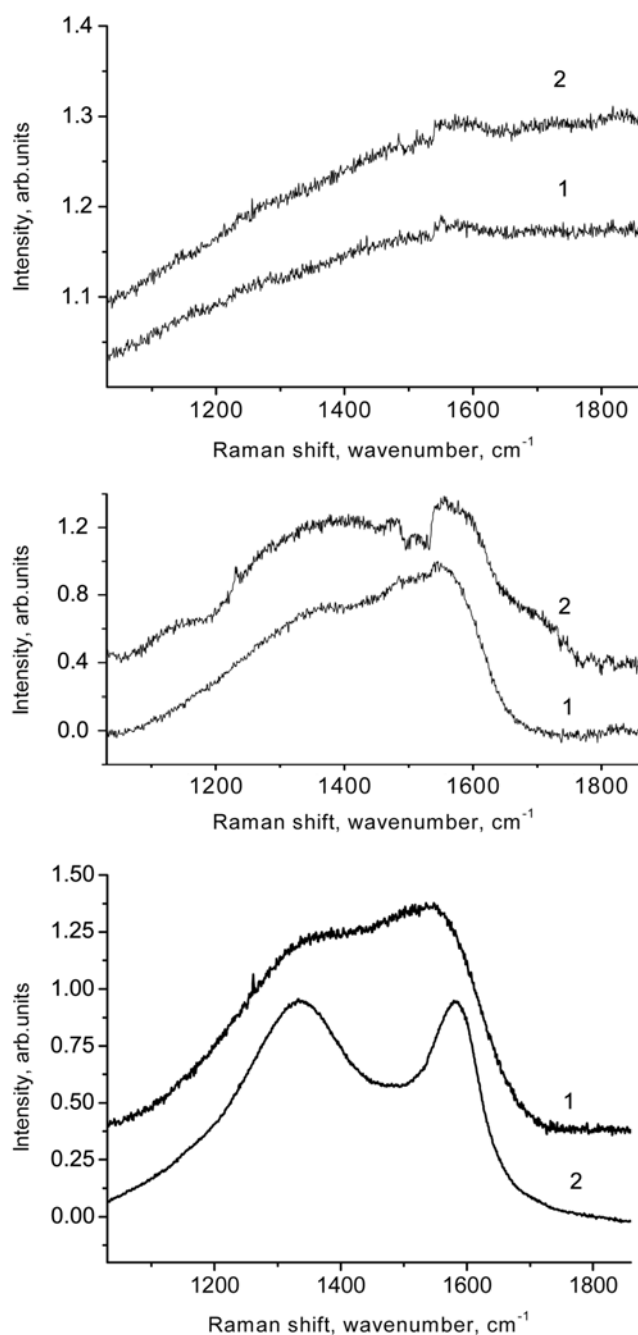 1.4
1.3
1.2
1.1
Intensity, arb.units
2
1
1200 1400 1600 1800
Raman shift, wavenumber, cm⁻¹
1.2
0.8
0.4
0.0
Intensity, arb.units
2
1
1200 1400 1600 1800
Raman shift, wavenumber, cm⁻¹
1.50
1.25
1.00
0.75
0.50
0.25
0.00
Intensity, arb.units
1
2
1200 1400 1600 1800
Raman shift, wavenumber, cm⁻¹